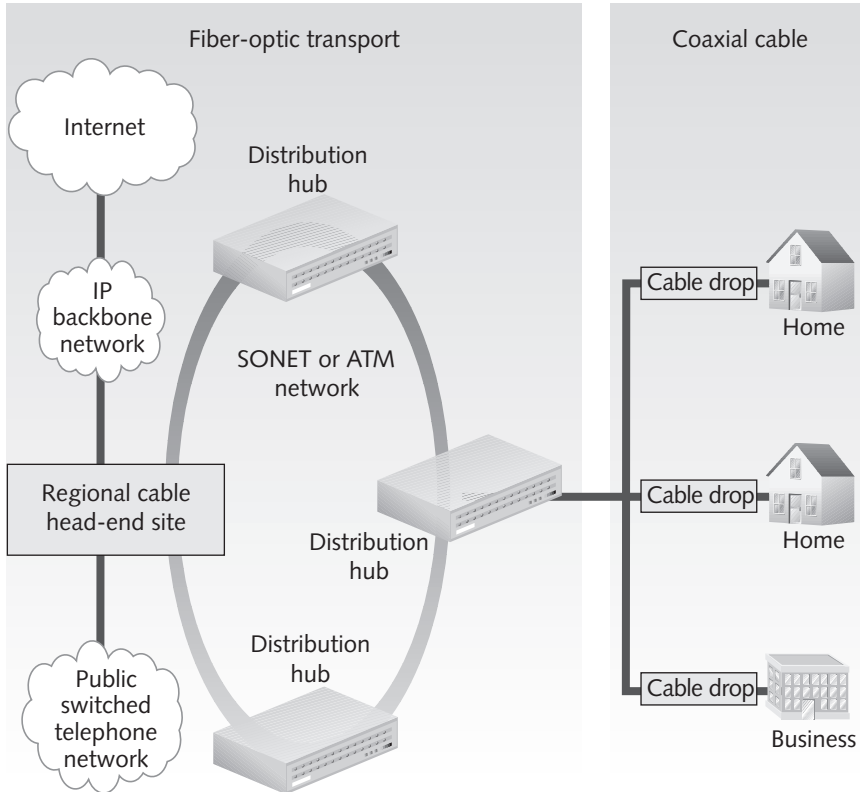 Fiber-optic transport
Coaxial cable
Internet
Distribution
hub
IP
backbone
network
SONET or ATM
network
Cable drop
Home
Regional cable
head-end site
Distribution
hub
Cable drop
Home
Distribution
hub
Public
switched
telephone
network
Cable drop
Business